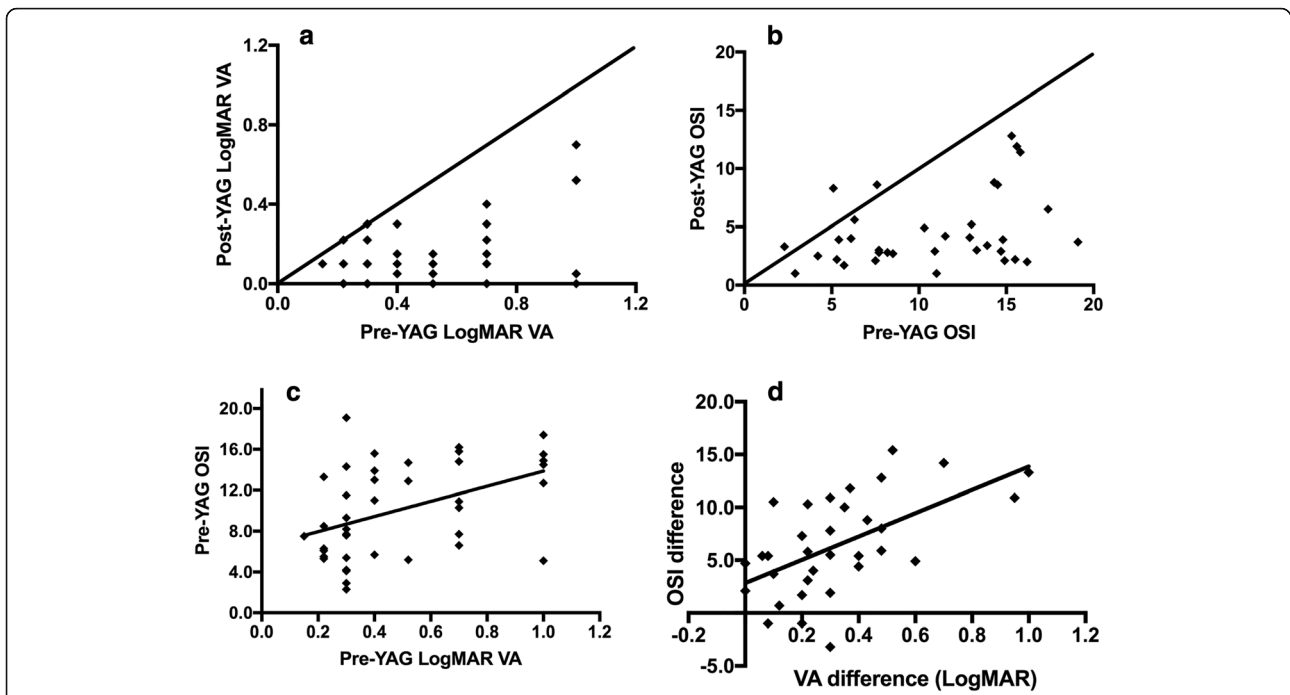 a
Post-YAG LogMAR VA
1.2
0.8
0.4
0.0
0.0 0.4 0.8 1.2
Pre-YAG LogMAR VA
b
Post-YAG OSI
20
15
10
5
0
0 5 10 15 20
Pre-YAG OSI
c
Pre-YAG OSI
20.0
16.0
12.0
8.0
4.0
0.0
0.0 0.2 0.4 0.6 0.8 1.0 1.2
Pre-YAG LogMAR VA
d
OSI difference
20.0
15.0
10.0
5.0
-5.0
-0.2 0.2 0.4 0.6 0.8 1.0 1.2
VA difference (LogMAR)